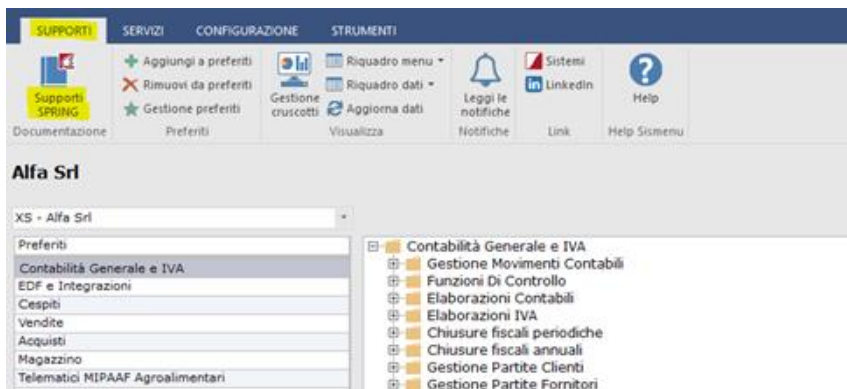 SUPPORTI SERVIZI CONFIGURAZIONE STRUMENTI
Supporti SPRING
Documentazione
Aggiungi a preferiti
Rimuovi da preferiti
Gestione preferiti
Preferiti
Gestione cruscotti
Riquadro menu
Riquadro dati
Aggiorna dati
Visualizza
Leggi le notifiche
Notifiche
Sistemi
LinkedIn
Link
Help
Help Sismenu
Alfa Srl
XS - Alfa Srl
Preferiti
Contabilità Generale e IVA
EDF e Integrazioni
Cespiti
Vendite
Acquisti
Magazzino
Telematici MIPAAF Agroalimentari
Contabilità Generale e IVA
Gestione Movimenti Contabili
Funzioni Di Controllo
Elaborazioni Contabili
Elaborazioni IVA
Chiusure fiscali periodiche
Chiusure fiscali annuali
Gestione Partite Clienti
Gestione Partite Fornitori